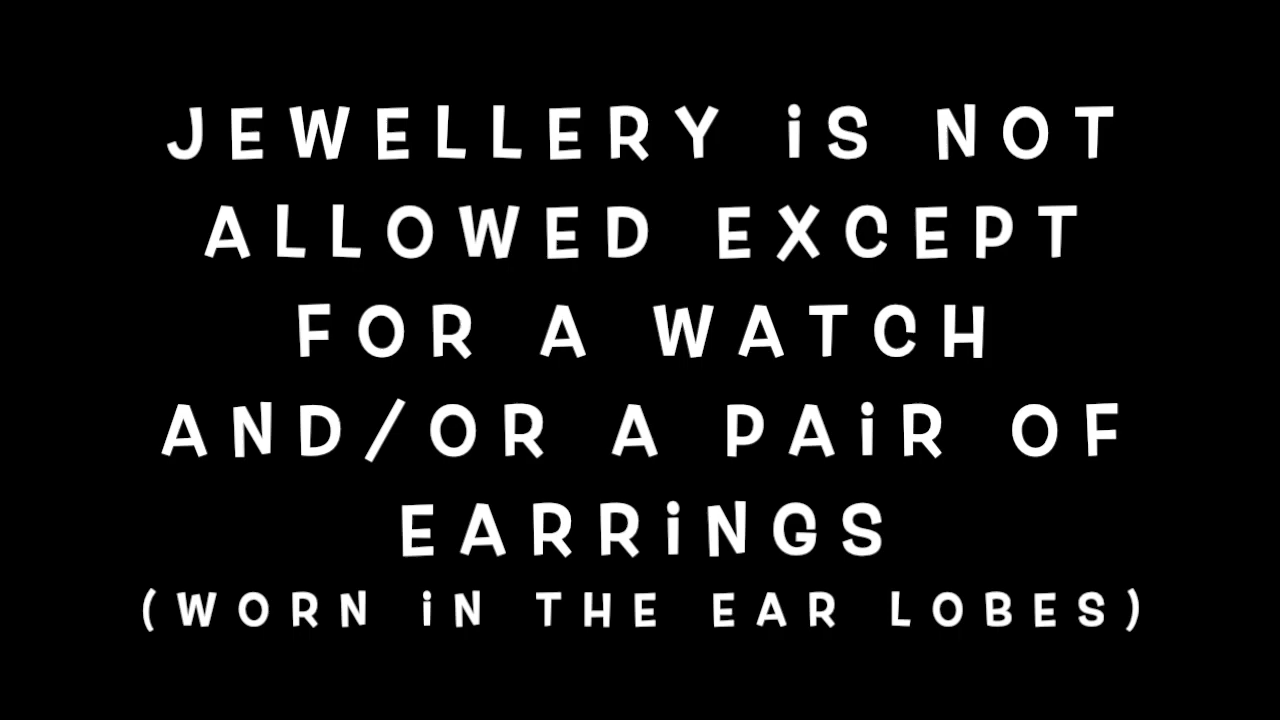 JEWELLERY iS NOT
ALLOWED EXCEPT
FOR A WATCH
AND/OR A PAiR OF
EARRiNGS
(WORN iN THE EAR LOBES)